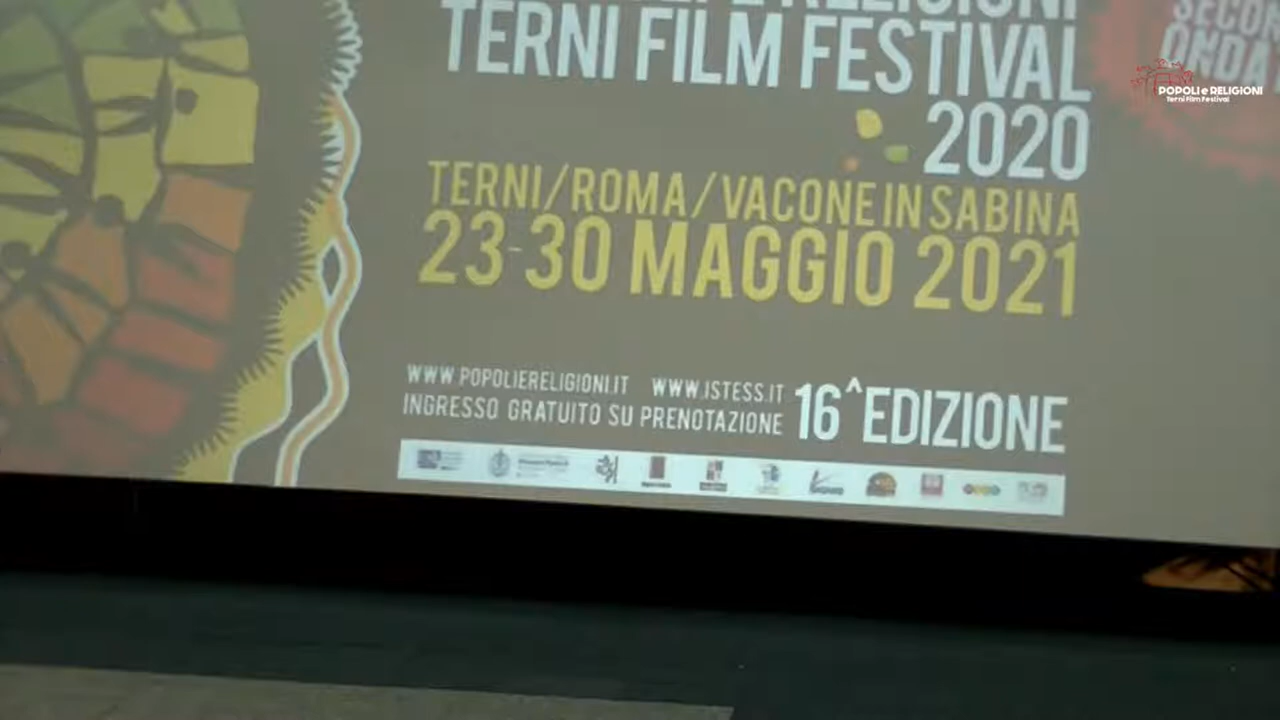 TERNI FILM FESTIVAL
2020
TERNI/ROMA/VACONE IN SABINA
23-30 MAGGIO 2021
WWW.POPOLIERELIGIONI.IT WWW.ISTESS.IT
INGRESSO GRATUITO SU PRENOTAZIONE
16^EDIZIONE
ONDA
POPOLI e RELIGIONI
Terni Film Festival